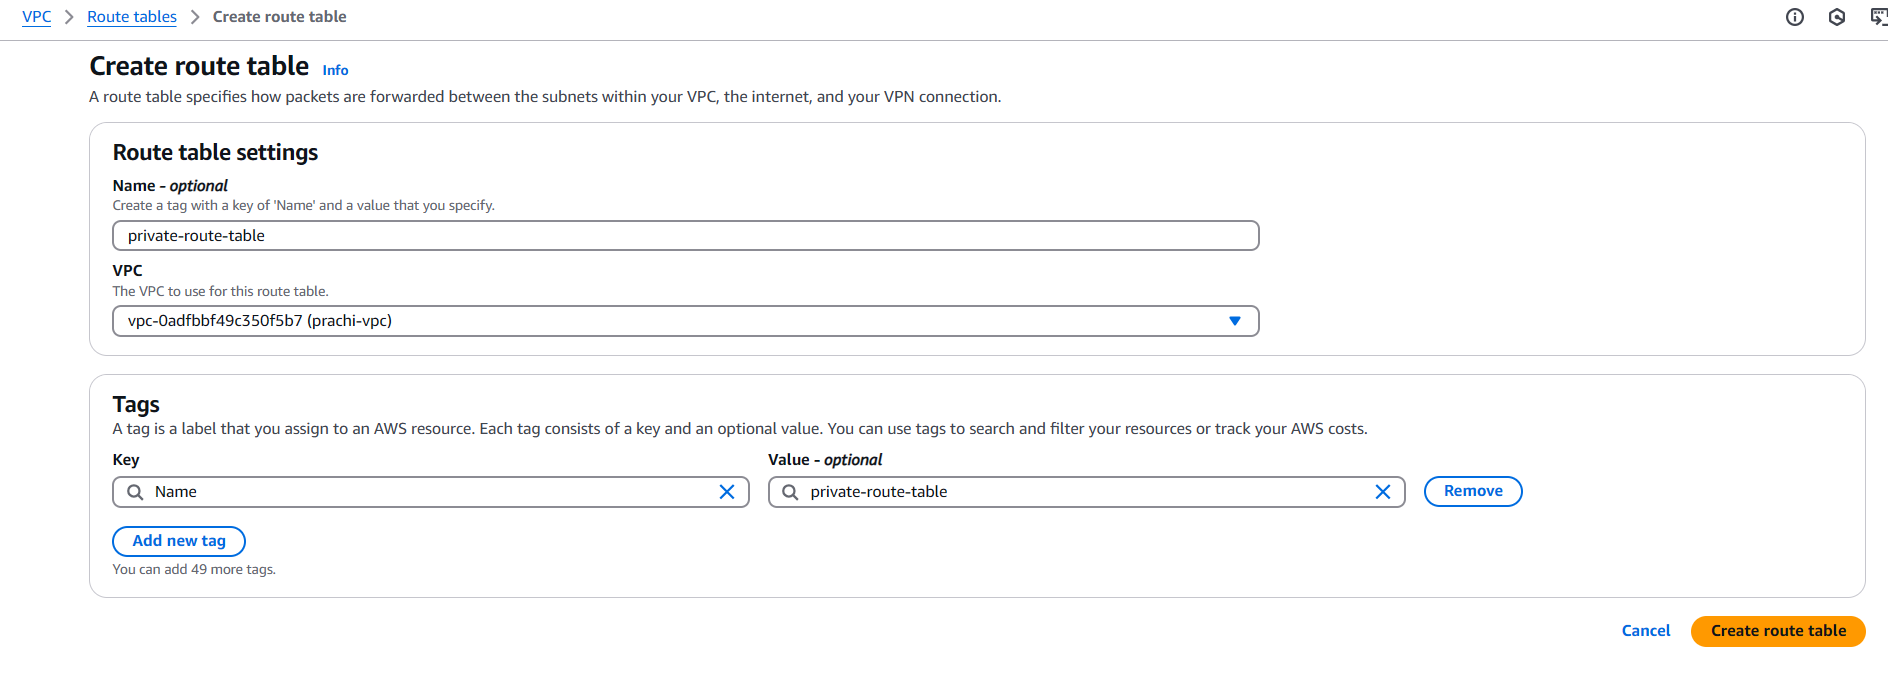 VPC > Route tables > Create route table
Create route table Info
A route table specifies how packets are forwarded between the subnets within your VPC, the internet, and your VPN connection.
Route table settings
Name - optional
Create a tag with a key of 'Name' and a value that you specify.
private-route-table
VPC
The VPC to use for this route table.
vpc-0adfbbf49c350f5b7 (prachi-vpc)
Tags
A tag is a label that you assign to an AWS resource. Each tag consists of a key and an optional value. You can use tags to search and filter your resources or track your AWS costs.
Key Value - optional
Name private-route-table Remove
Add new tag
You can add 49 more tags.
Cancel Create route table